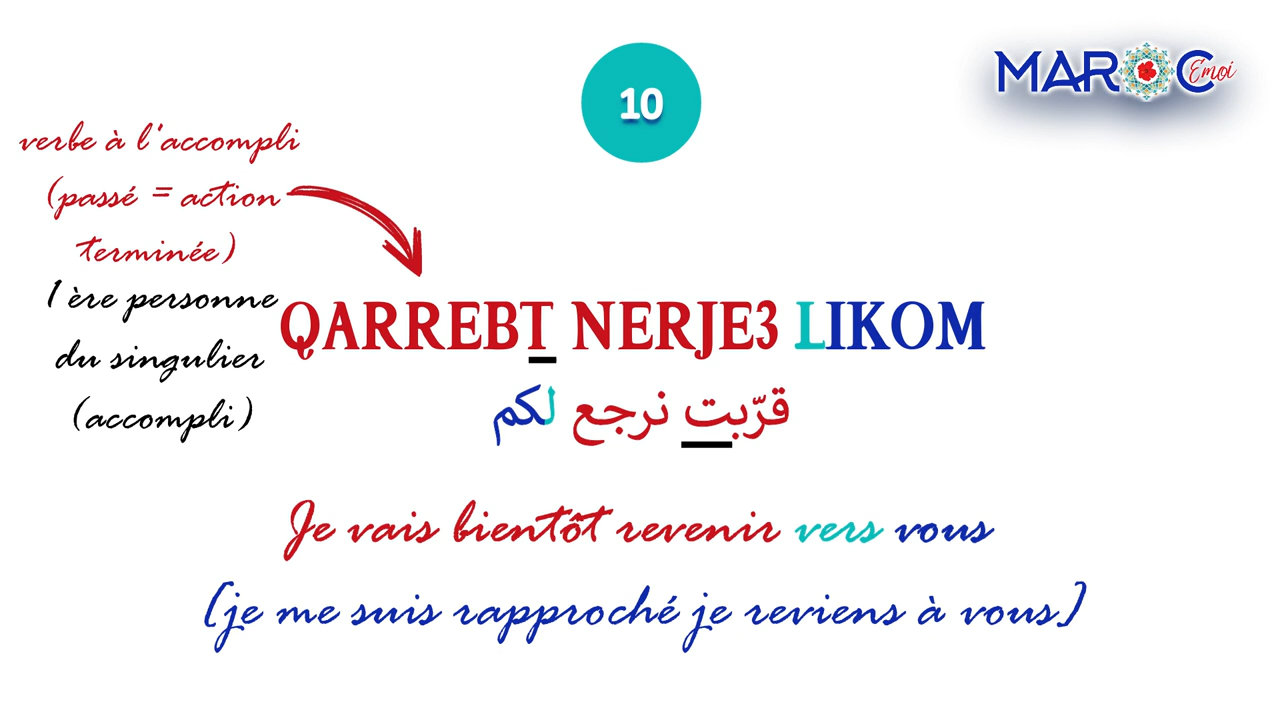 10
MAROC Émoi
verbe à l'accompli
(passé = action
terminée)
1ère personne
du singulier
(accompli)
QARREBT NERJE3 LIKOM
قرّبت نرجع لكم
Je vais bientôt revenir vers vous
(je me suis rapproché je reviens à vous)